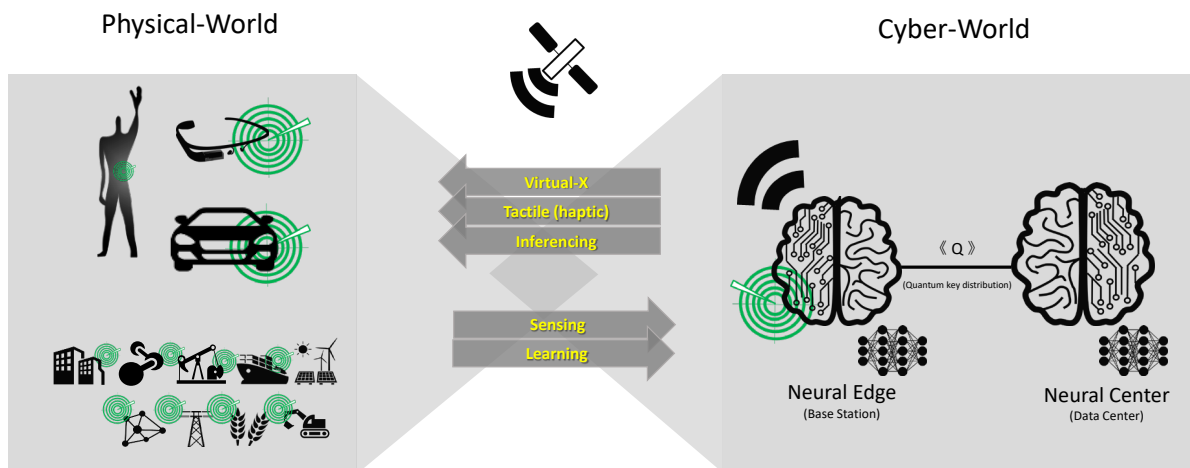 Physical-World
Cyber-World
Virtual-X
Tactile (haptic)
Inferencing
Sensing
Learning
《 Q 》
(Quantum key distribution)
Neural Edge
(Base Station)
Neural Center
(Data Center)